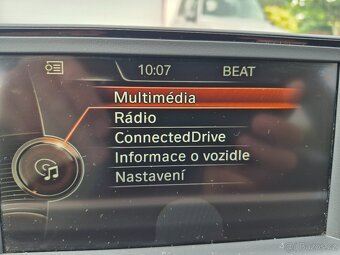 10:07 BEAT
Multimédia
Rádio
ConnectedDrive
Informace o vozidle
Nastavení